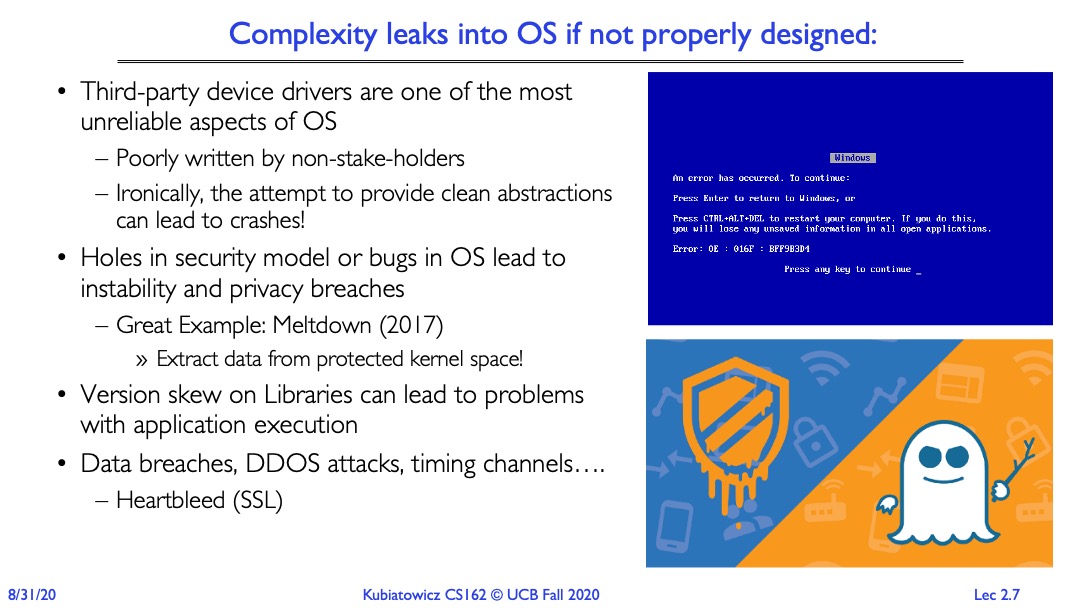 Complexity leaks into OS if not properly designed:
• Third-party device drivers are one of the most
unreliable aspects of OS
– Poorly written by non-stake-holders
– Ironically, the attempt to provide clean abstractions
can lead to crashes!
• Holes in security model or bugs in OS lead to
instability and privacy breaches
– Great Example: Meltdown (2017)
» Extract data from protected kernel space!
• Version skew on Libraries can lead to problems
with application execution
• Data breaches, DDOS attacks, timing channels….
– Heartbleed (SSL)
Windows
An error has occurred. To continue:
Press Enter to return to Windows, or
Press CTRL+ALT+DEL to restart your computer. If you do this,
you will lose any unsaved information in all open applications.
Error: 0E : 016F : BFF9B3D4
Press any key to continue _
8/31/20
Kubiatowicz CS162 © UCB Fall 2020
Lec 2.7